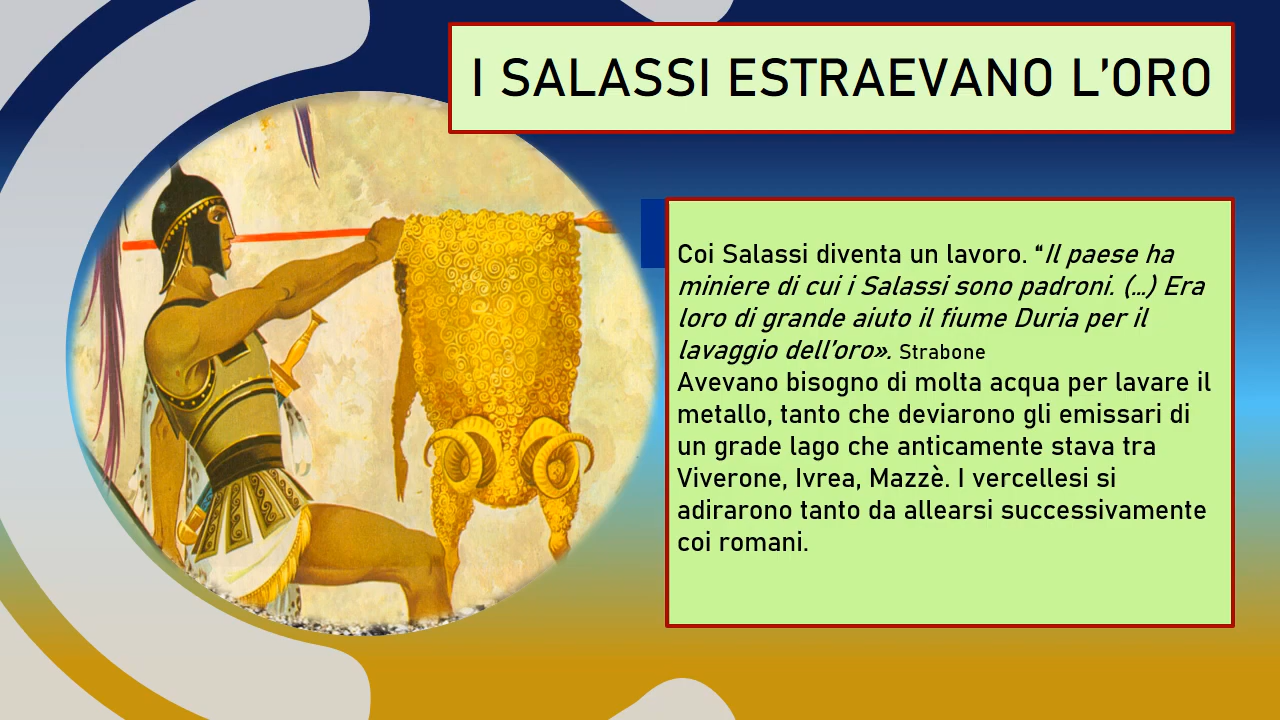 I SALASSI ESTRAEVANO L’ORO
Coi Salassi diventa un lavoro. “Il paese ha
miniere di cui i Salassi sono padroni. (…) Era
loro di grande aiuto il fiume Duria per il
lavaggio dell’oro». Strabone
Avevano bisogno di molta acqua per lavare il
metallo, tanto che deviarono gli emissari di
un grade lago che anticamente stava tra
Viverone, Ivrea, Mazzè. I vercellesi si
adirarono tanto da allearsi successivamente
coi romani.